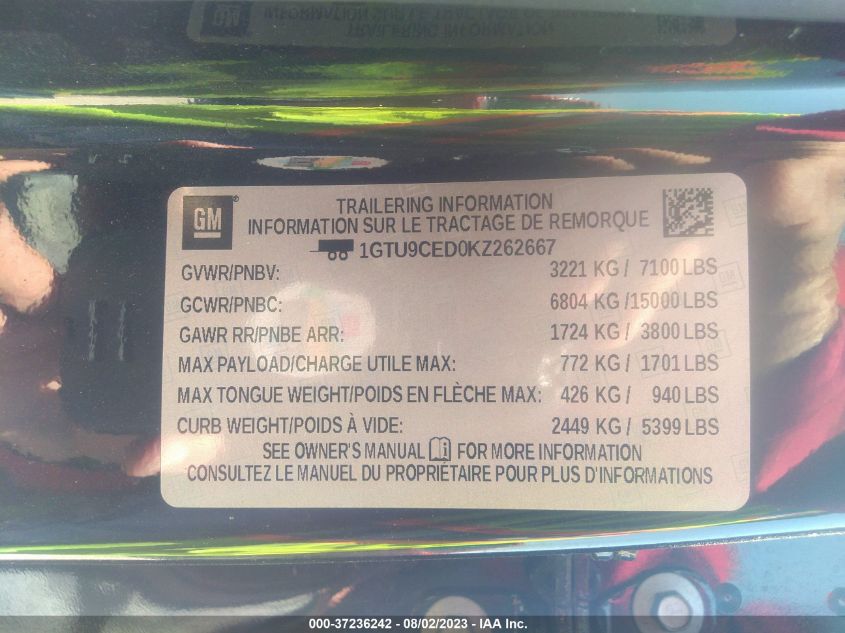 GM
TRAILERING INFORMATION
INFORMATION SUR LE TRACTAGE DE REMORQUE
1GTU9CED0KZ262667
GVWR/PNBV: 3221 KG / 7100 LBS
GCWR/PNBC: 6804 KG /15000 LBS
GAWR RR/PNBE ARR: 1724 KG / 3800 LBS
MAX PAYLOAD/CHARGE UTILE MAX: 772 KG / 1701 LBS
MAX TONGUE WEIGHT/POIDS EN FLÈCHE MAX: 426 KG / 940 LBS
CURB WEIGHT/POIDS À VIDE: 2449 KG / 5399 LBS
SEE OWNER'S MANUAL FOR MORE INFORMATION
CONSULTEZ LE MANUEL DU PROPRIÉTAIRE POUR PLUS D'INFORMATIONS
000-37236242 - 08/02/2023 - IAA Inc.